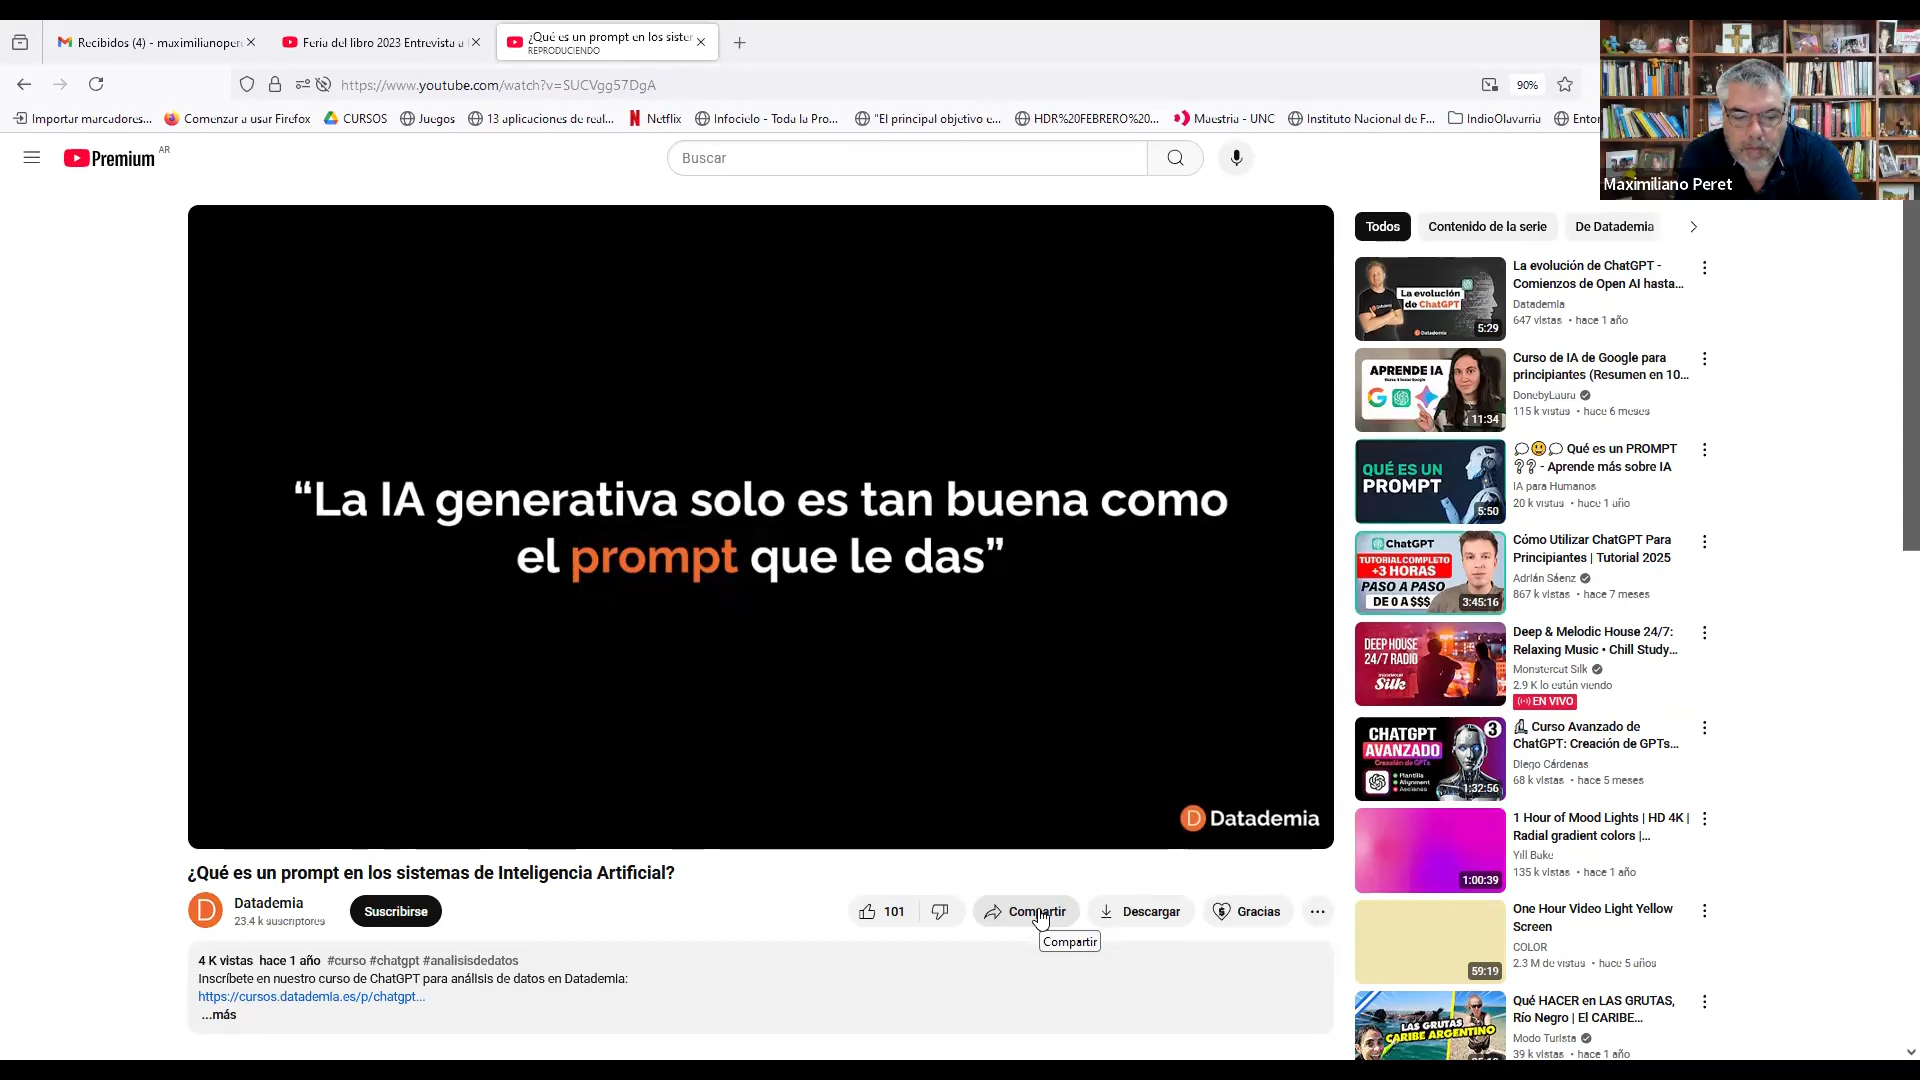 Recibidos (4) - maximilianoper
Feria del libro 2023 Entrevista a
¿Qué es un prompt en los sister
REPRODUCIENDO
https://www.youtube.com/watch?v=SUCVgg57DgA
90%
Importar marcadores...
Comenzar a usar Firefox
CURSOS
Juegos
13 aplicaciones de real...
Netflix
Infocielo - Toda la Pro...
"El principal objetivo e...
HDR%20FEBRERO%20...
Maestria - UNC
Instituto Nacional de F...
IndioOlavarria
Entor
Maximiliano Peret
Premium AR
Buscar
“La IA generativa solo es tan buena como
el prompt que le das”
Datademia
¿Qué es un prompt en los sistemas de Inteligencia Artificial?
Datademia
23.4 k suscriptores
Suscribirse
101
Compartir
Descargar
Gracias
Compartir
4 K vistas hace 1 año #curso #chatgpt #analisisdedatos
Inscríbete en nuestro curso de ChatGPT para análisis de datos en Datademia:
https://cursos.datademia.es/p/chatgpt...
...más
Todos
Contenido de la serie
De Datademia
La evolución
de ChatGPT
Datademia
5:29
La evolución de ChatGPT -
Comienzos de Open AI hasta...
Datademia
647 vistas • hace 1 año
APRENDE IA
11:34
Curso de IA de Google para
principiantes (Resumen en 10...
DonebyLaura
115 k vistas • hace 6 meses
QUÉ ES UN
PROMPT
5:50
Qué es un PROMPT
❔❔ - Aprende más sobre IA
IA para Humanos
20 k vistas • hace 1 año
ChatGPT
TUTORIAL COMPLETO
+3 HORAS
PASO A PASO
DE 0 A $$$
3:45:16
Cómo Utilizar ChatGPT Para
Principiantes | Tutorial 2025
Adrián Sáenz
867 k vistas • hace 7 meses
DEEP HOUSE
24/7 RADIO
Silk
Deep & Melodic House 24/7:
Relaxing Music • Chill Study...
Monstercat Silk
2.9 K lo están viendo
EN VIVO
CHATGPT
AVANZADO
Creación de GPTs
Plantilla
Alignment
Acciones
3
1:32:56
Curso Avanzado de
ChatGPT: Creación de GPTs...
Diego Cárdenas
68 k vistas • hace 5 meses
1:00:39
1 Hour of Mood Lights | HD 4K |
Radial gradient colors |...
Yill Bake
135 k vistas • hace 1 año
59:19
One Hour Video Light Yellow
Screen
COLOR
2.3 M de vistas • hace 5 años
LAS GRUTAS
CARIBE ARGENTINO
Qué HACER en LAS GRUTAS,
Río Negro | El CARIBE...
Modo Turista
39 k vistas • hace 1 año